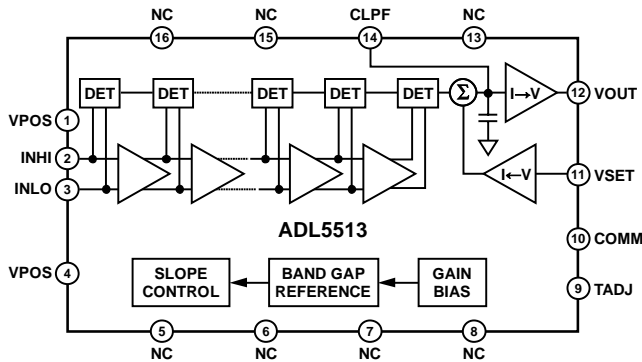 NC NC CLPF NC
16 15 14 13
DET DET DET DET DET
Σ I→V 12 VOUT
VPOS 1
INHI 2
INLO 3
I←V 11 VSET
ADL5513
10 COMM
VPOS 4
SLOPE CONTROL
BAND GAP REFERENCE
GAIN BIAS
9 TADJ
5 6 7 8
NC NC NC NC